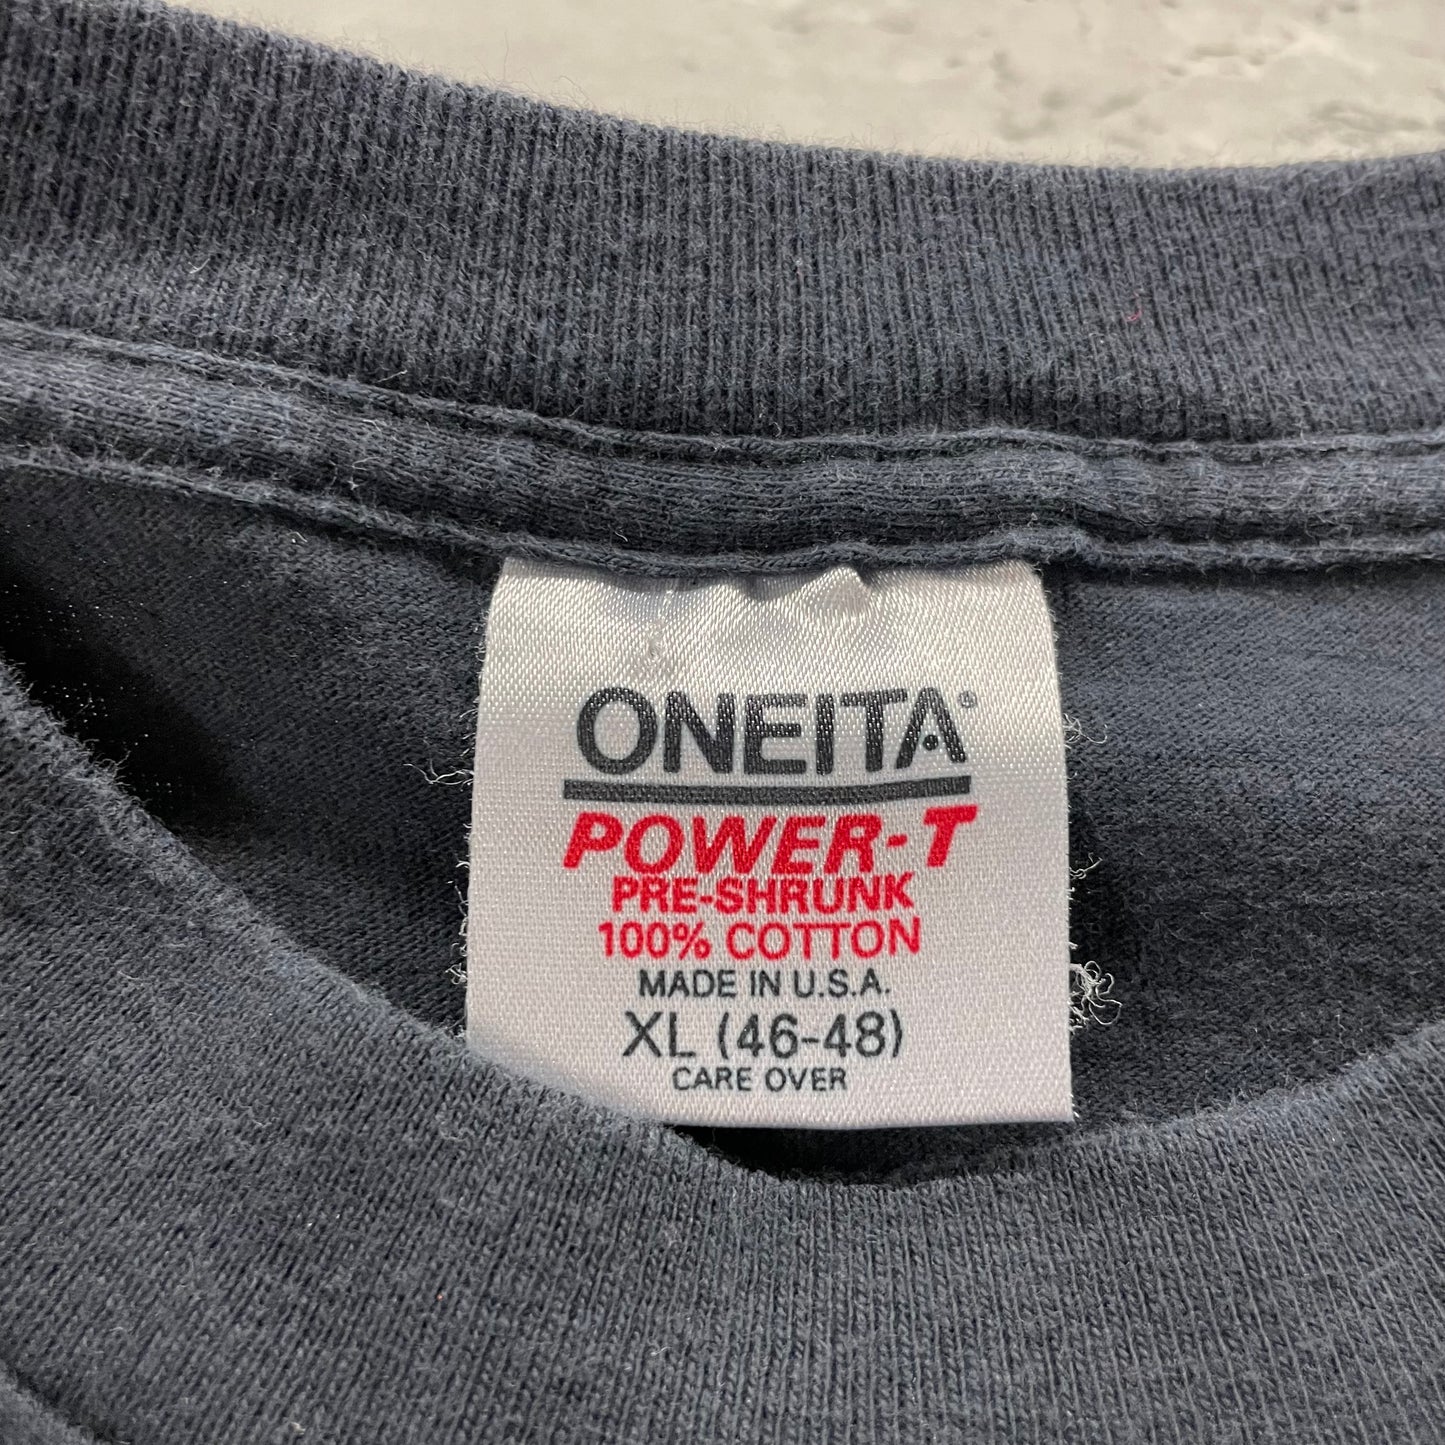 ONEITA®
POWER-T
PRE-SHRUNK
100% COTTON
MADE IN U.S.A.
XL (46-48)
CARE OVER